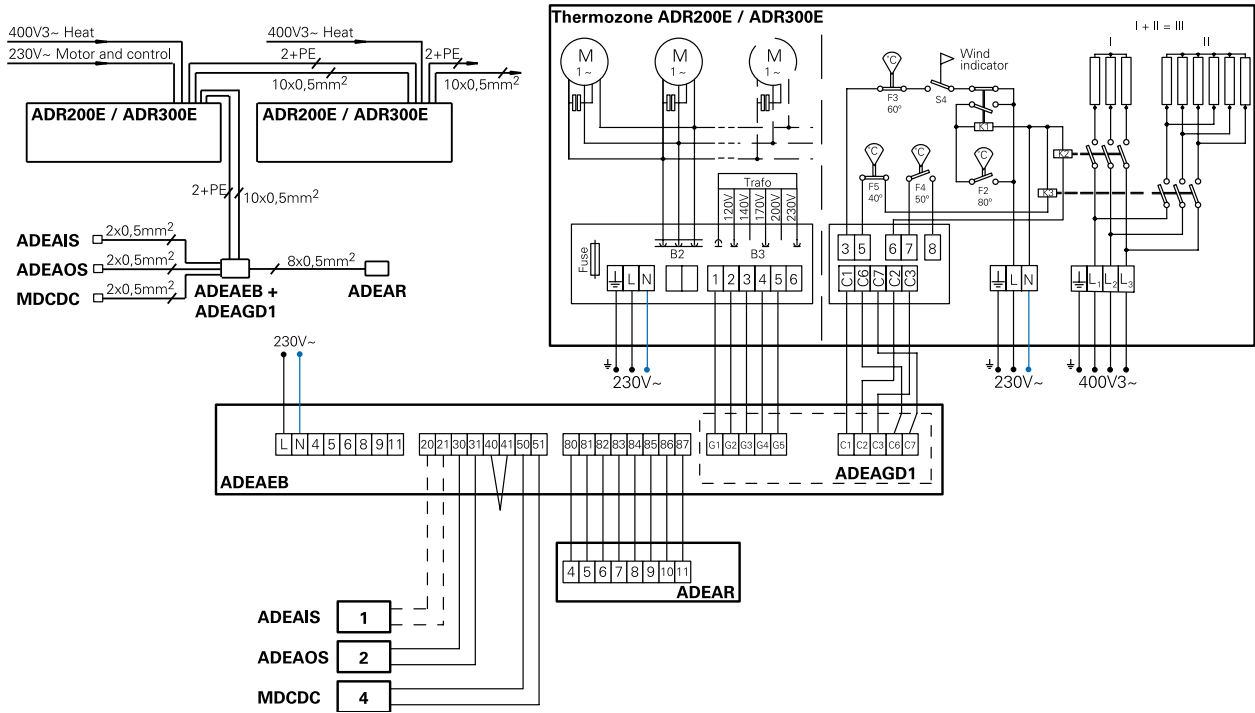 400V3~ Heat
400V3~ Heat
230V~ Motor and control
2+PE
2+PE
10x0,5mm²
10x0,5mm²
ADR200E / ADR300E
ADR200E / ADR300E
2+PE
10x0,5mm²
ADEAIS
2x0,5mm²
ADEAOS
2x0,5mm²
8x0,5mm²
MDCDC
2x0,5mm²
ADEAEB +
ADEAGD1
ADEAR
Thermozone ADR200E / ADR300E
I + II = III
I
II
M
1~
M
1~
M
1~
°C
F3
60°
Wind
indicator
S4
K1
K2
°C
F5
40°
°C
F4
50°
°C
F2
80°
K3
Trafo
120V
140V
170V
200V
230V
Fuse
B2
B3
L N
1 2 3 4 5 6
3 5 6 7 8
C1 C6 C7 C2 C3
L N
L1 L2 L3
230V~
230V~
400V3~
230V~
L N 4 5 6 8 9 11
20 21 30 31 40 41 50 51
80 81 82 83 84 85 86 87
G1 G2 G3 G4 G5
C1 C2 C3 C6 C7
ADEAEB
ADEAGD1
4 5 6 7 8 9 10 11
ADEAR
ADEAIS 1
ADEAOS 2
MDCDC 4